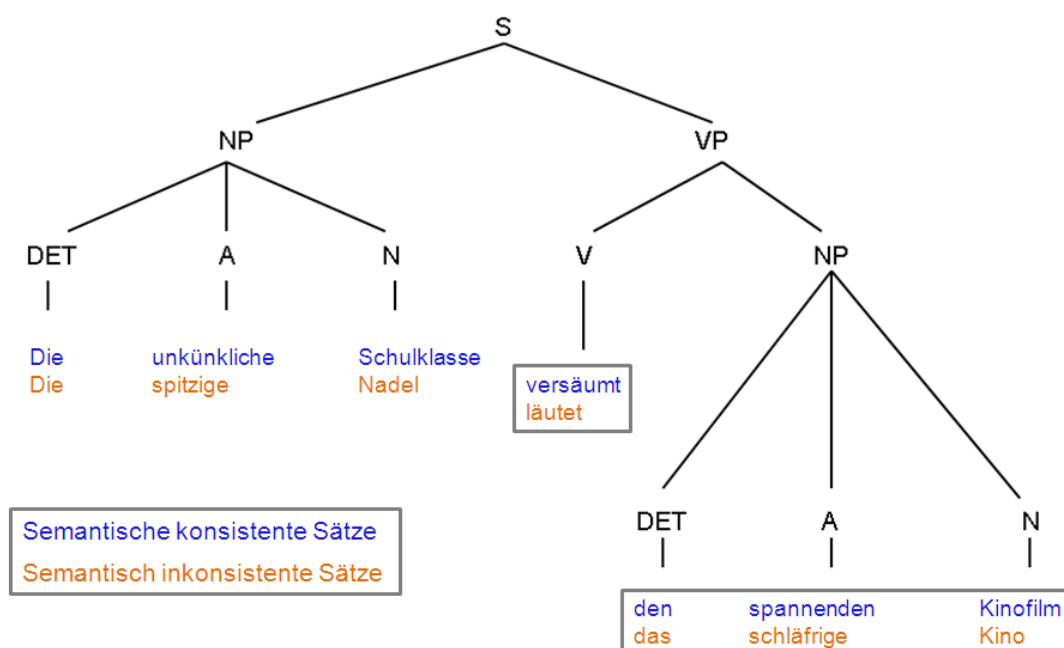 S
NP VP
DET A N V NP
Die unkünkliche Schulklasse
Die spitzige Nadel
versäumt
läutet
DET A N
Semantische konsistente Sätze
Semantisch inkonsistente Sätze
den spannenden Kinofilm
das schläfrige Kino